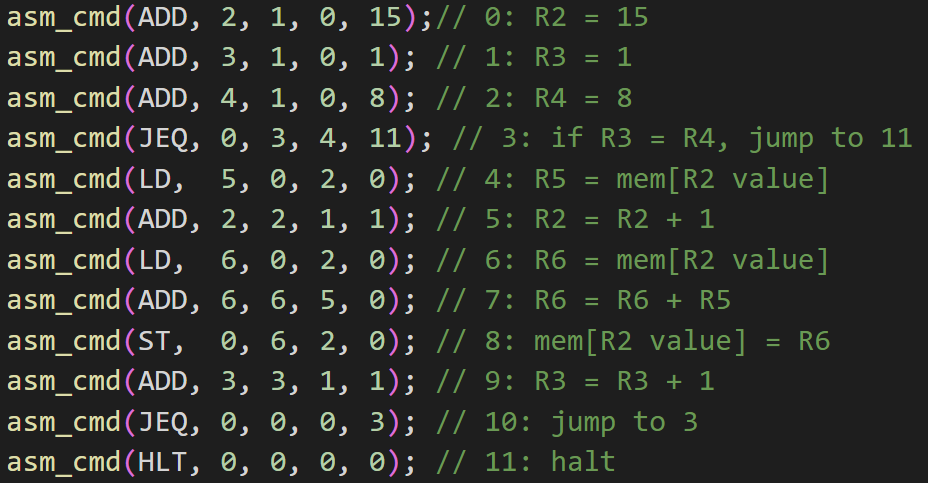 asm_cmd(ADD, 2, 1, 0, 15);// 0: R2 = 15
asm_cmd(ADD, 3, 1, 0, 1); // 1: R3 = 1
asm_cmd(ADD, 4, 1, 0, 8); // 2: R4 = 8
asm_cmd(JEQ, 0, 3, 4, 11); // 3: if R3 = R4, jump to 11
asm_cmd(LD,  5, 0, 2, 0); // 4: R5 = mem[R2 value]
asm_cmd(ADD, 2, 2, 1, 1); // 5: R2 = R2 + 1
asm_cmd(LD,  6, 0, 2, 0); // 6: R6 = mem[R2 value]
asm_cmd(ADD, 6, 6, 5, 0); // 7: R6 = R6 + R5
asm_cmd(ST,  0, 6, 2, 0); // 8: mem[R2 value] = R6
asm_cmd(ADD, 3, 3, 1, 1); // 9: R3 = R3 + 1
asm_cmd(JEQ, 0, 0, 0, 3); // 10: jump to 3
asm_cmd(HLT, 0, 0, 0, 0); // 11: halt